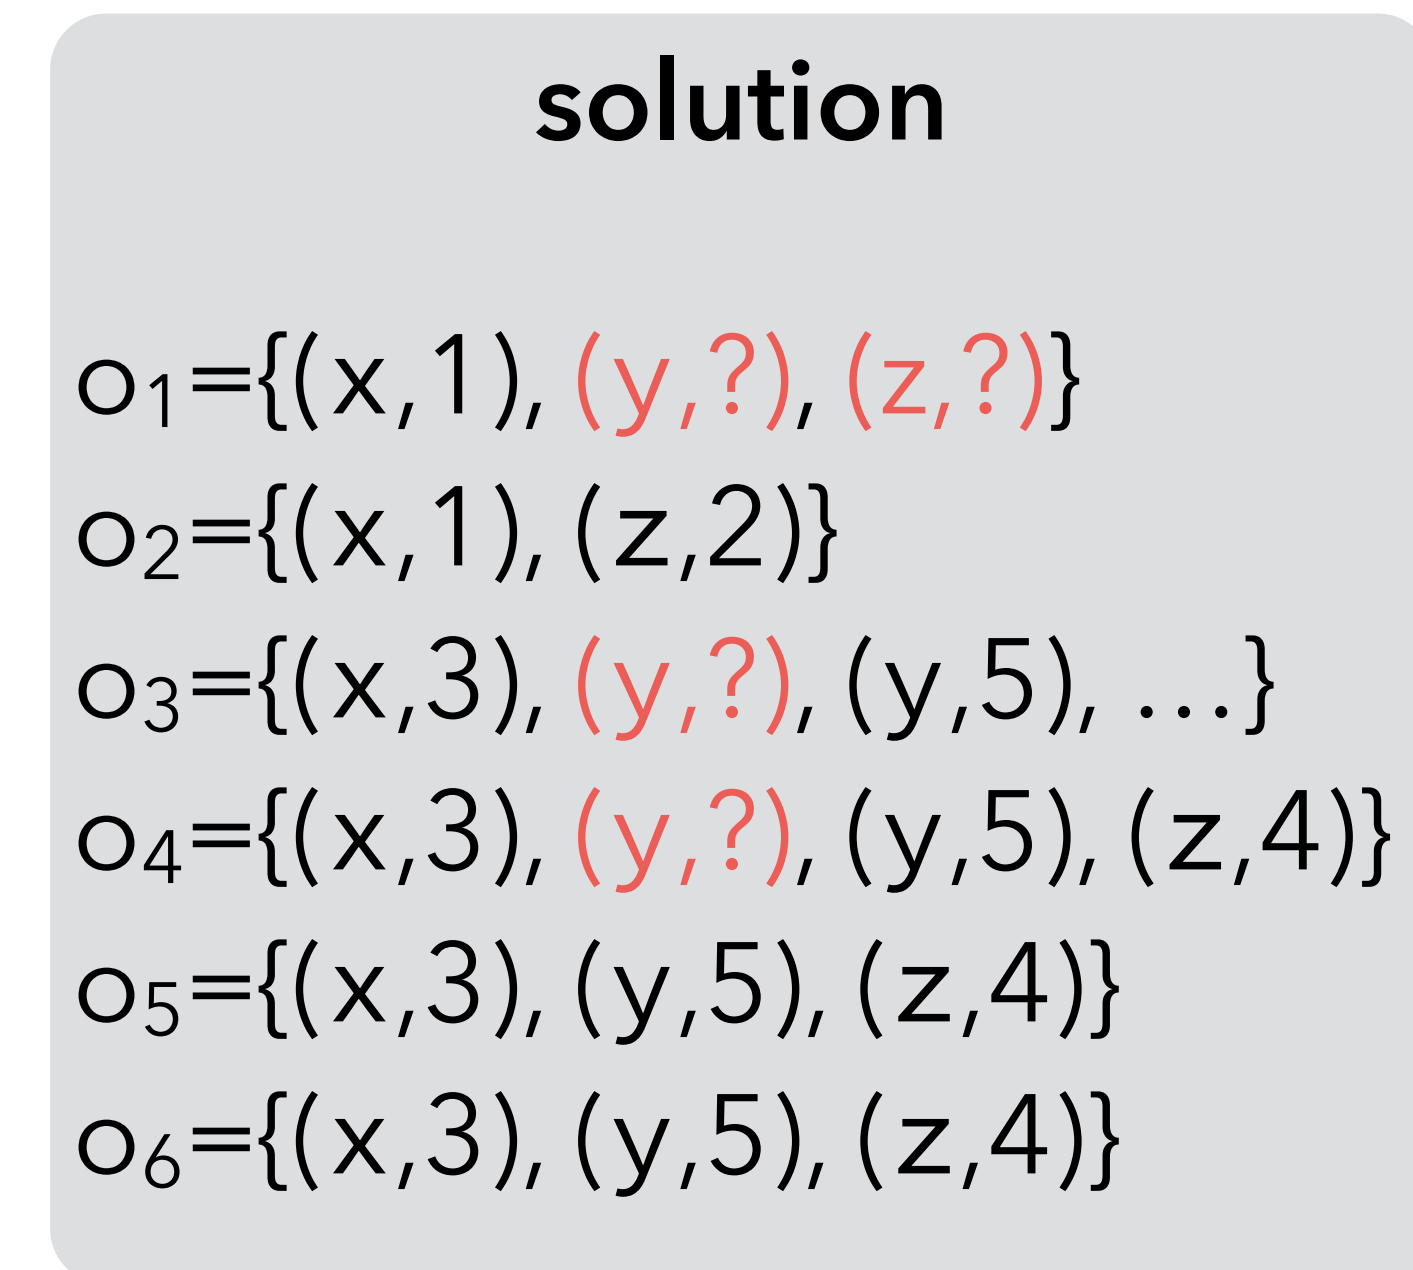 solution
o₁={(x,1), (y,?), (z,?)}
o₂={(x,1), (z,2)}
o₃={(x,3), (y,?), (y,5), …}
o₄={(x,3), (y,?), (y,5), (z,4)}
o₅={(x,3), (y,5), (z,4)}
o₆={(x,3), (y,5), (z,4)}